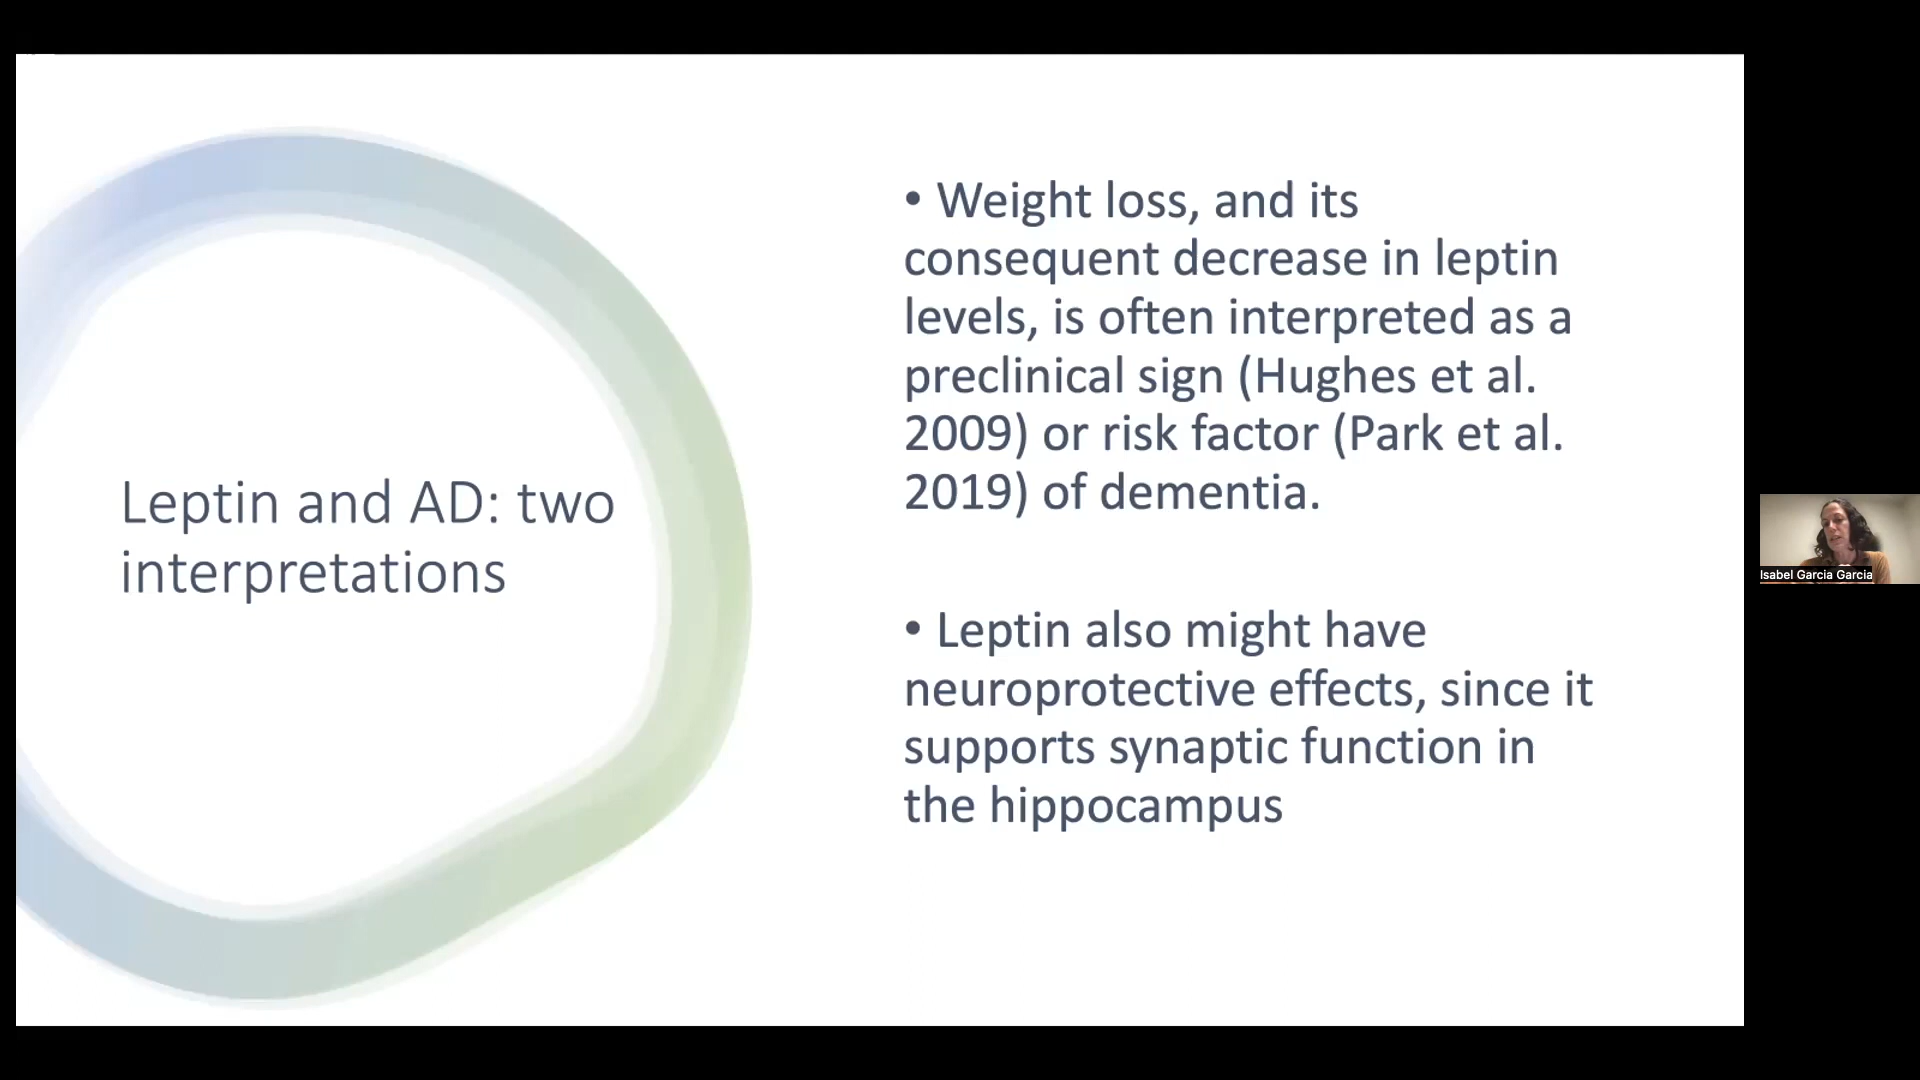 Leptin and AD: two
interpretations
• Weight loss, and its
consequent decrease in leptin
levels, is often interpreted as a
preclinical sign (Hughes et al.
2009) or risk factor (Park et al.
2019) of dementia.
• Leptin also might have
neuroprotective effects, since it
supports synaptic function in
the hippocampus
Isabel Garcia Garcia